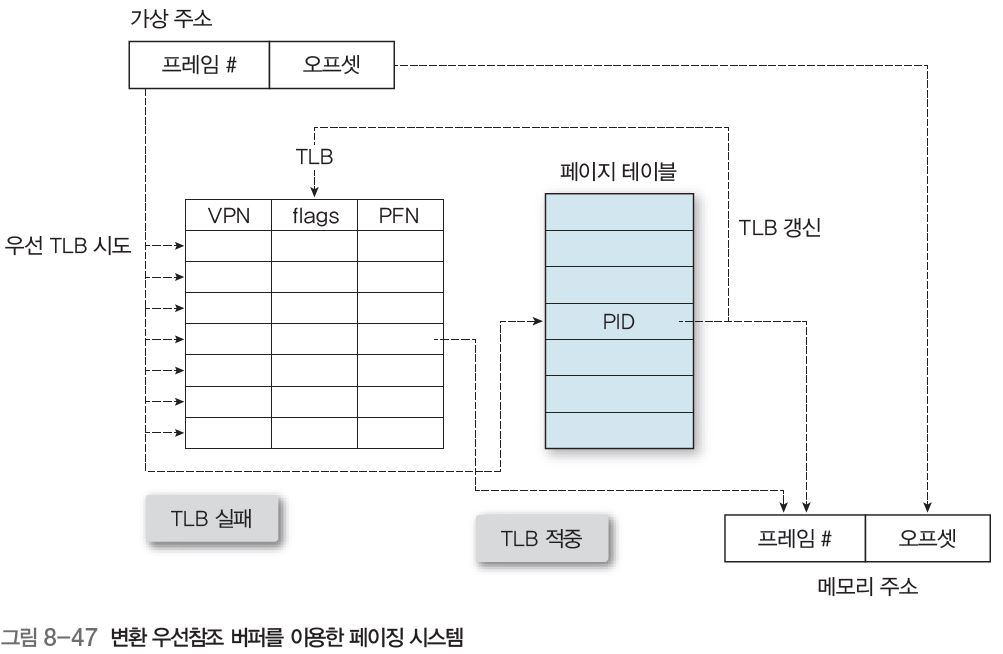 가상 주소
프레임 # 오프셋
TLB
페이지 테이블
VPN flags PFN
TLB 갱신
우선 TLB 시도
PID
TLB 실패
TLB 적중
프레임 # 오프셋
메모리 주소
그림 8-47 변환 우선참조 버퍼를 이용한 페이징 시스템